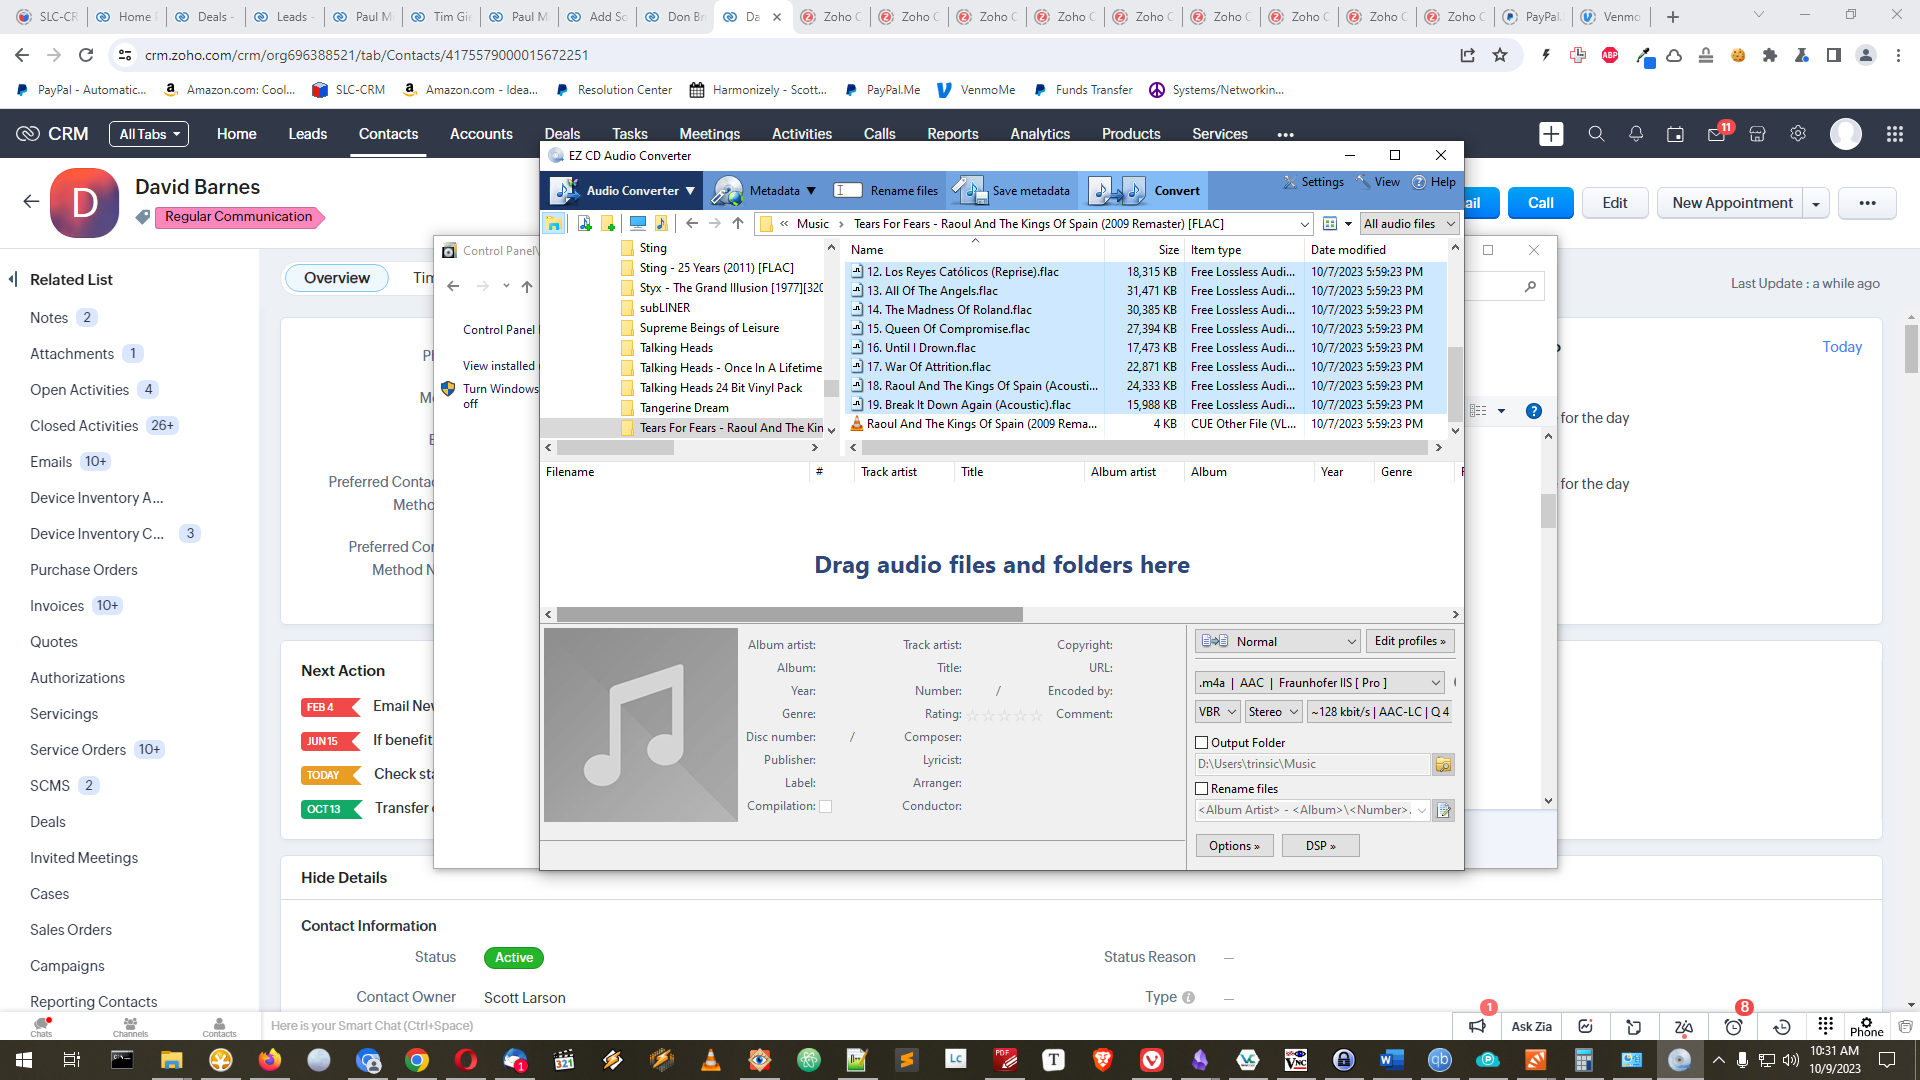 SLC-CR
Home
Deals -
Leads -
Paul M
Tim Gi
Paul M
Add S
Don Br
Da
Zoho C
Zoho C
Zoho C
Zoho C
Zoho C
Zoho C
Zoho C
Zoho C
Zoho C
PayPal
Venmo
crm.zoho.com/crm/org696388521/tab/Contacts/4175579000015672251
PayPal - Automatic...
Amazon.com: Cool...
SLC-CRM
Amazon.com - Idea...
Resolution Center
Harmonizely - Scott...
PayPal.Me
VenmoMe
Funds Transfer
Systems/Networkin...
CRM
All Tabs
Home
Leads
Contacts
Accounts
Deals
Tasks
Meetings
Activities
Calls
Reports
Analytics
Products
Services
11
D
David Barnes
Regular Communication
ail
Call
Edit
New Appointment
Related List
Notes 2
Attachments 1
Open Activities 4
Closed Activities 26+
Emails 10+
Device Inventory A...
Device Inventory C... 3
Purchase Orders
Invoices 10+
Quotes
Authorizations
Servicings
Service Orders 10+
SCMS 2
Deals
Invited Meetings
Cases
Sales Orders
Campaigns
Reporting Contacts
Overview
Tim
Last Update : a while ago
Today
for the day
for the day
Preferred Conta
Metho
Preferred Cor
Method N
Next Action
FEB 4 Email Nev
JUN 15 If benefit
TODAY Check sta
OCT 13 Transfer
Hide Details
Contact Information
Status Active
Status Reason —
Contact Owner Scott Larson
Type —
Control Panel\
Control Panel
View installed
Turn Windows
off
EZ CD Audio Converter
Audio Converter
Metadata
Rename files
Save metadata
Convert
Settings
View
Help
« Music › Tears For Fears - Raoul And The Kings Of Spain (2009 Remaster) [FLAC]
All audio files
Sting
Sting - 25 Years (2011) [FLAC]
Styx - The Grand Illusion [1977][320
subLINER
Supreme Beings of Leisure
Talking Heads
Talking Heads - Once In A Lifetime
Talking Heads 24 Bit Vinyl Pack
Tangerine Dream
Tears For Fears - Raoul And The Kin
Name Size Item type Date modified
12. Los Reyes Católicos (Reprise).flac 18,315 KB Free Lossless Audi... 10/7/2023 5:59:23 PM
13. All Of The Angels.flac 31,471 KB Free Lossless Audi... 10/7/2023 5:59:23 PM
14. The Madness Of Roland.flac 30,385 KB Free Lossless Audi... 10/7/2023 5:59:23 PM
15. Queen Of Compromise.flac 27,394 KB Free Lossless Audi... 10/7/2023 5:59:23 PM
16. Until I Drown.flac 17,473 KB Free Lossless Audi... 10/7/2023 5:59:23 PM
17. War Of Attrition.flac 22,871 KB Free Lossless Audi... 10/7/2023 5:59:23 PM
18. Raoul And The Kings Of Spain (Acousti... 24,333 KB Free Lossless Audi... 10/7/2023 5:59:23 PM
19. Break It Down Again (Acoustic).flac 15,988 KB Free Lossless Audi... 10/7/2023 5:59:23 PM
Raoul And The Kings Of Spain (2009 Rema... 4 KB CUE Other File (VL... 10/7/2023 5:59:23 PM
Filename # Track artist Title Album artist Album Year Genre
Drag audio files and folders here
Album artist: Track artist: Copyright:
Album: Title: URL:
Year: Number: / Encoded by:
Genre: Rating: Comment:
Disc number: / Composer:
Publisher: Lyricist:
Label: Arranger:
Compilation: Conductor:
Normal
Edit profiles »
.m4a | AAC | Fraunhofer IIS [ Pro ]
VBR
Stereo
~128 kbit/s | AAC-LC | Q 4
Output Folder
D:\Users\trinsic\Music
Rename files
<Album Artist> - <Album>\<Number>.
Options »
DSP »
Chats
Channels
Contacts
Here is your Smart Chat (Ctrl+Space)
1
Ask Zia
8
Phone
321
1
LC
PDF
T
VNC
qb
10:31 AM
10/9/2023